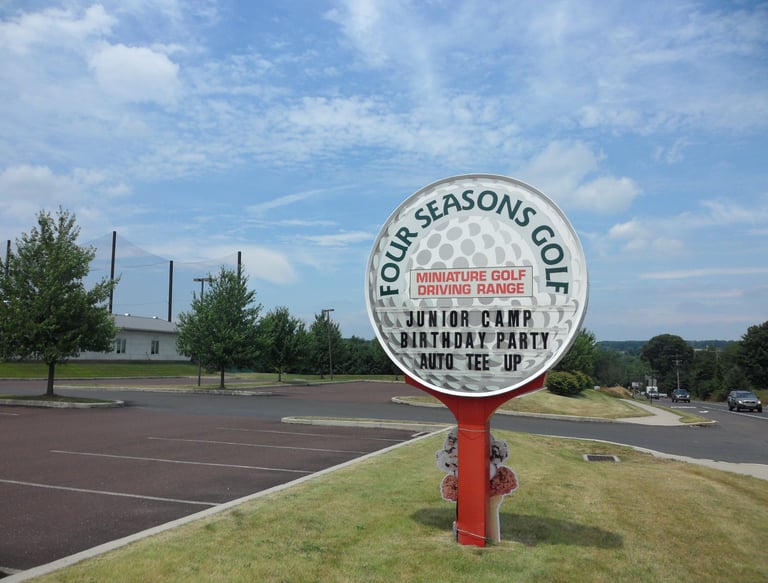 FOUR SEASONS GOLF
MINIATURE GOLF
DRIVING RANGE
JUNIOR CAMP
BIRTHDAY PARTY
AUTO TEE UP